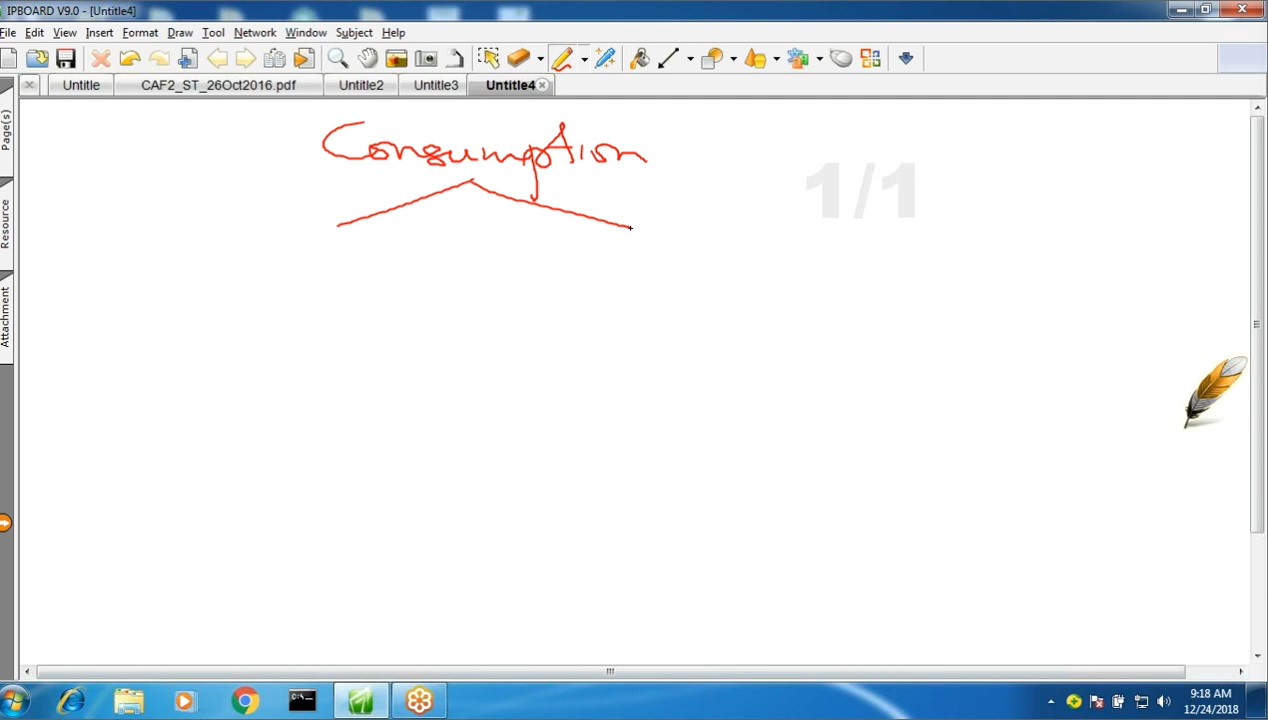 IPBOARD V9.0 - [Untitle4]
File Edit View Insert Format Draw Tool Network Window Subject Help
Untitle CAF2_ST_26Oct2016.pdf Untitle2 Untitle3 Untitle4
Page(s)
Resource
Attachment
Consumption
1/1
9:18 AM
12/24/2018